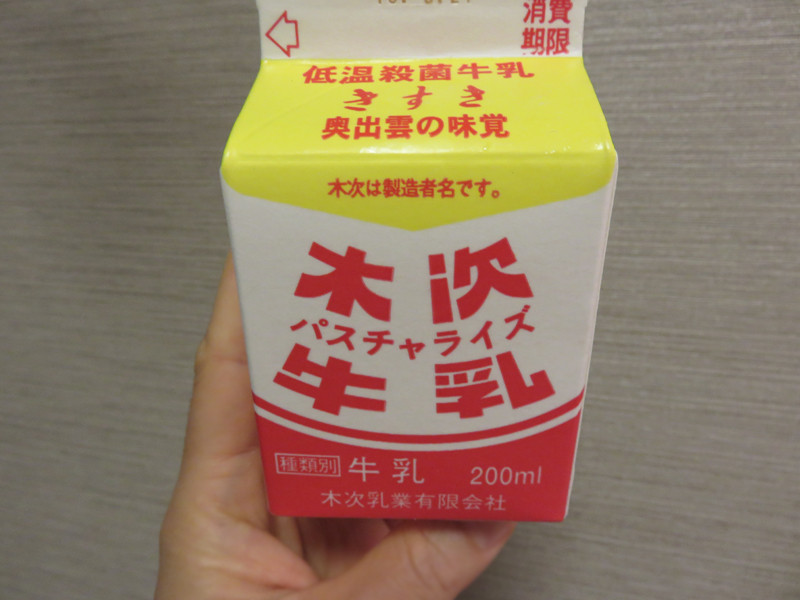 消費
期限
低温殺菌牛乳
きすき
奥出雲の味覚
木次は製造者名です。
木次
パスチャライズ
牛乳
種類別 牛乳 200ml
木次乳業有限会社